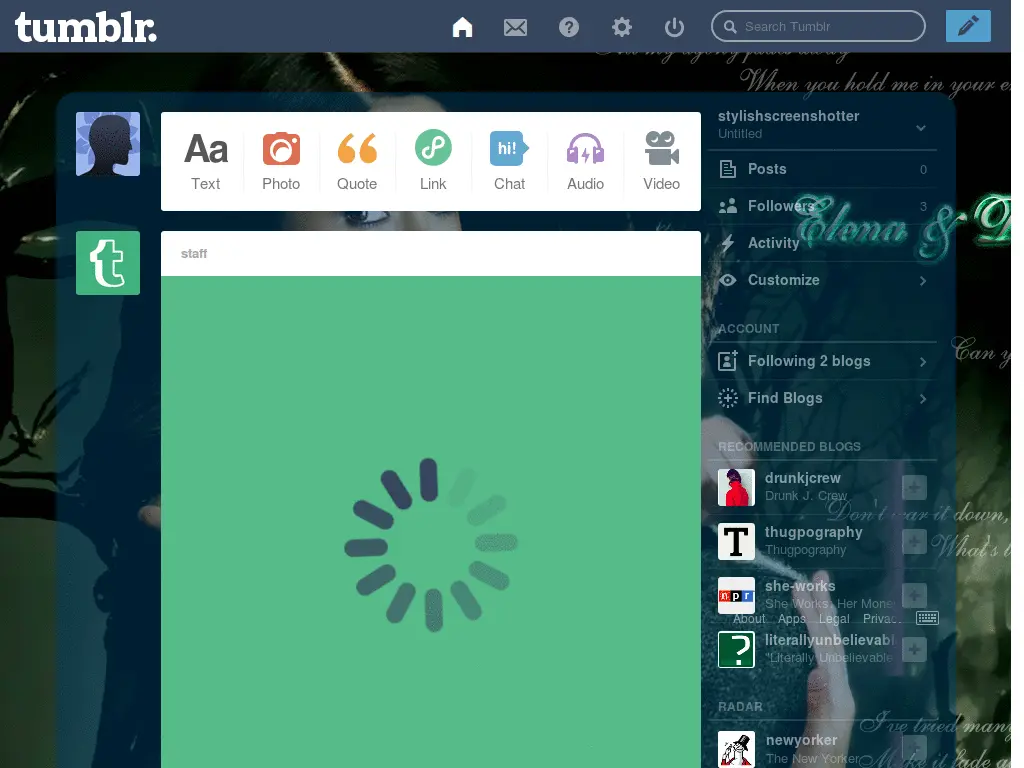 tumblr.
Search Tumblr
When you hold me in your
stylishscreenshotter
Untitled
Aa
hi!
Text
Photo
Quote
Link
Chat
Audio
Video
Posts
0
Followers
3
Elena &
Activity
Customize
staff
t
ACCOUNT
Can
Following 2 blogs
Find Blogs
RECOMMENDED BLOGS
drunkjcrew
Drunk J. Crew
Don't
it down,
T
thugpography
Thugpography
What's
npr
she-works
She Works: Her Mone
About Apps Legal
?
literallyunbelievabl
"Literally Unbelievable
RADAR
I've tried many
newyorker
The New Yorker
Make it fade